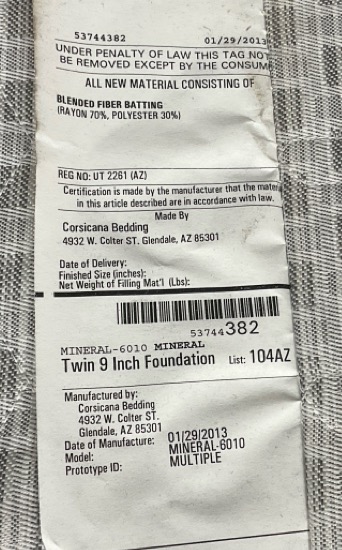 53744382 01/29/2013
UNDER PENALTY OF LAW THIS TAG NOT
BE REMOVED EXCEPT BY THE CONSUM
ALL NEW MATERIAL CONSISTING OF
BLENDED FIBER BATTING
(RAYON 70%, POLYESTER 30%)
REG NO: UT 2261 (AZ)
Certification is made by the manufacturer that the mater
in this article described are in accordance with law.
Made By
Corsicana Bedding
4932 W. Colter ST. Glendale, AZ 85301
Date of Delivery:
Finished Size (inches):
Net Weight of Filling Mat'l (Lbs):
53744382
MINERAL-6010 MINERAL
Twin 9 Inch Foundation List: 104AZ
Manufactured by:
Corsicana Bedding
4932 W. Colter ST.
Glendale, AZ 85301
Date of Manufacture: 01/29/2013
Model: MINERAL-6010
Prototype ID: MULTIPLE